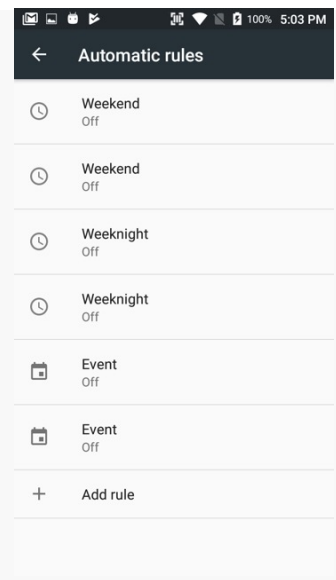 100% 5:03 PM
Automatic rules
Weekend
Off
Weekend
Off
Weeknight
Off
Weeknight
Off
Event
Off
Event
Off
Add rule